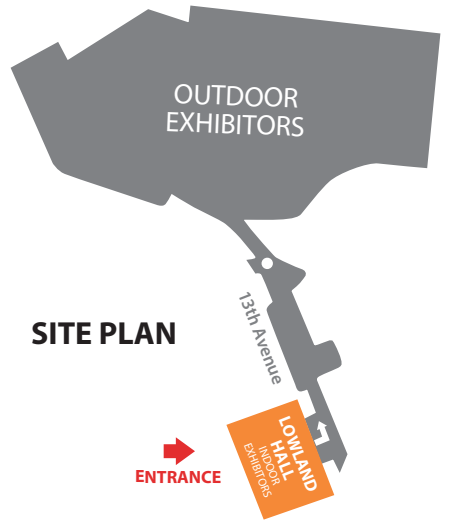 OUTDOOR
EXHIBITORS
13th Avenue
SITE PLAN
LOWLAND
HALL
INDOOR
EXHIBITORS
ENTRANCE